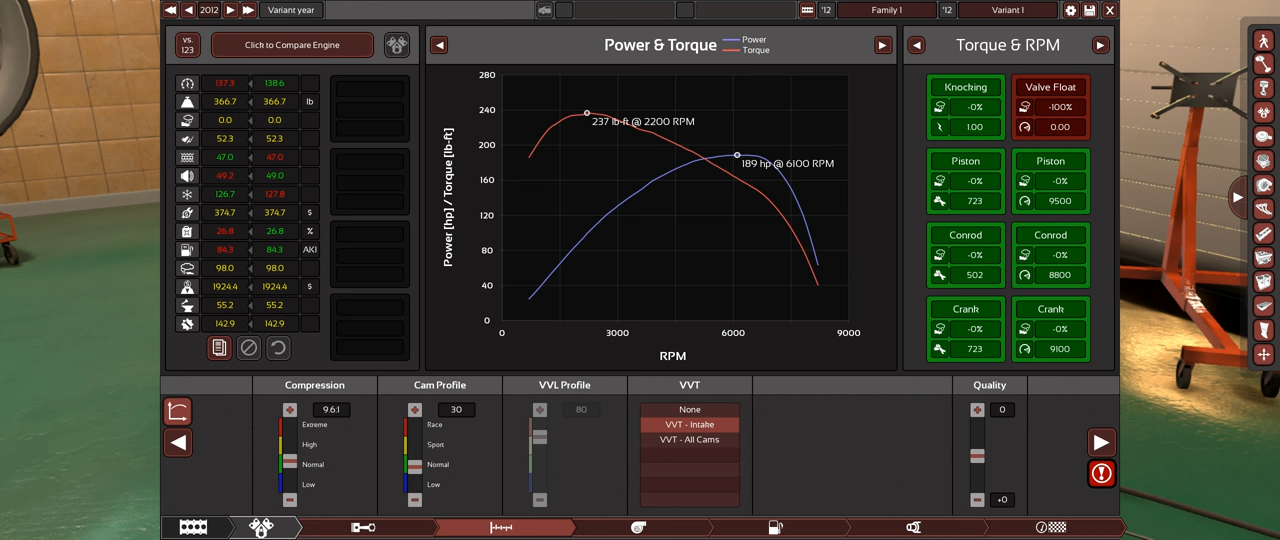 2012
Variant year
'12
Family 1
'12
Variant 1
vs.
123
Click to Compare Engine
Power & Torque
Power
Torque
Torque & RPM
137.3 138.6
366.7 366.7 lb
0.0 0.0
52.3 52.3
47.0 47.0
49.2 49.0
126.7 127.8
374.7 374.7 $
26.8 26.8 %
84.3 84.3 AKI
98.0 98.0
1924.4 1924.4 $
55.2 55.2
142.9 142.9
Power [hp] / Torque [lb-ft]
280
240
200
160
120
80
40
0
237 lb-ft @ 2200 RPM
189 hp @ 6100 RPM
0 3000 6000 9000
RPM
Knocking
-0%
1.00
Valve Float
-100%
0.00
Piston
-0%
723
Piston
-0%
9500
Conrod
-0%
502
Conrod
-0%
8800
Crank
-0%
723
Crank
-0%
9100
Compression
9.6:1
Extreme
High
Normal
Low
Cam Profile
30
Race
Sport
Normal
Low
VVL Profile
80
VVT
None
VVT - Intake
VVT - All Cams
Quality
0
+0